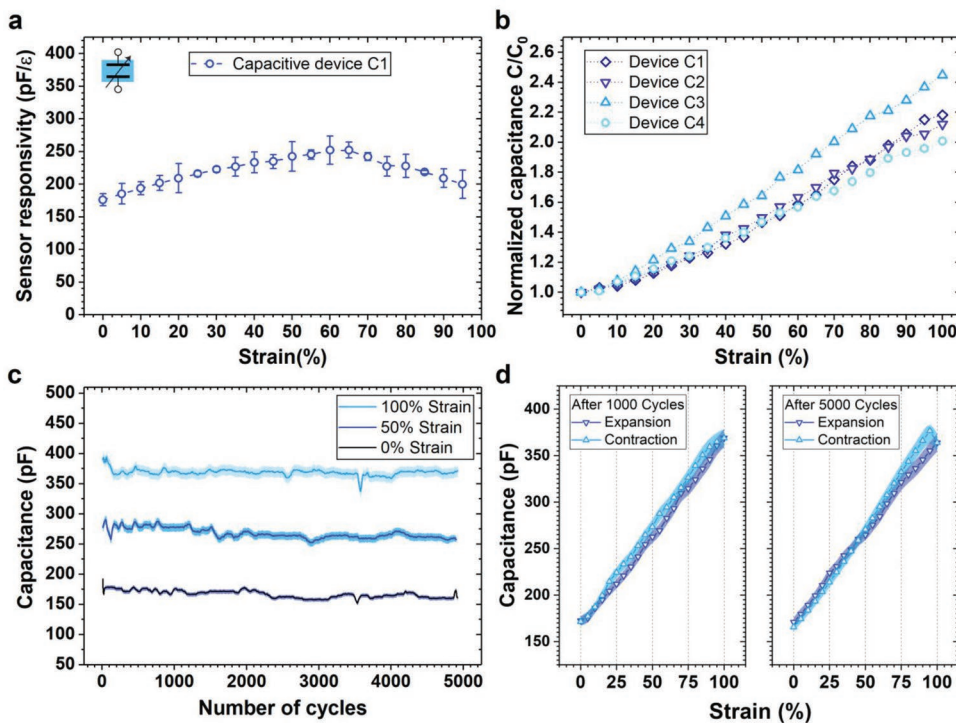 a
Sensor responsivity (pF/ε)
400
350
300
250
200
150
100
50
0
Capacitive device C1
0 10 20 30 40 50 60 70 80 90 100
Strain(%)
b
Normalized capacitance C/C0
2.6
2.4
2.2
2.0
1.8
1.6
1.4
1.2
1.0
Device C1
Device C2
Device C3
Device C4
0 10 20 30 40 50 60 70 80 90 100
Strain (%)
c
Capacitance (pF)
500
450
400
350
300
250
200
150
100
50
100% Strain
50% Strain
0% Strain
0 1000 2000 3000 4000 5000
Number of cycles
d
Capacitance (pF)
400
350
300
250
200
150
After 1000 Cycles
Expansion
Contraction
0 25 50 75 100
After 5000 Cycles
Expansion
Contraction
0 25 50 75 100
Strain (%)